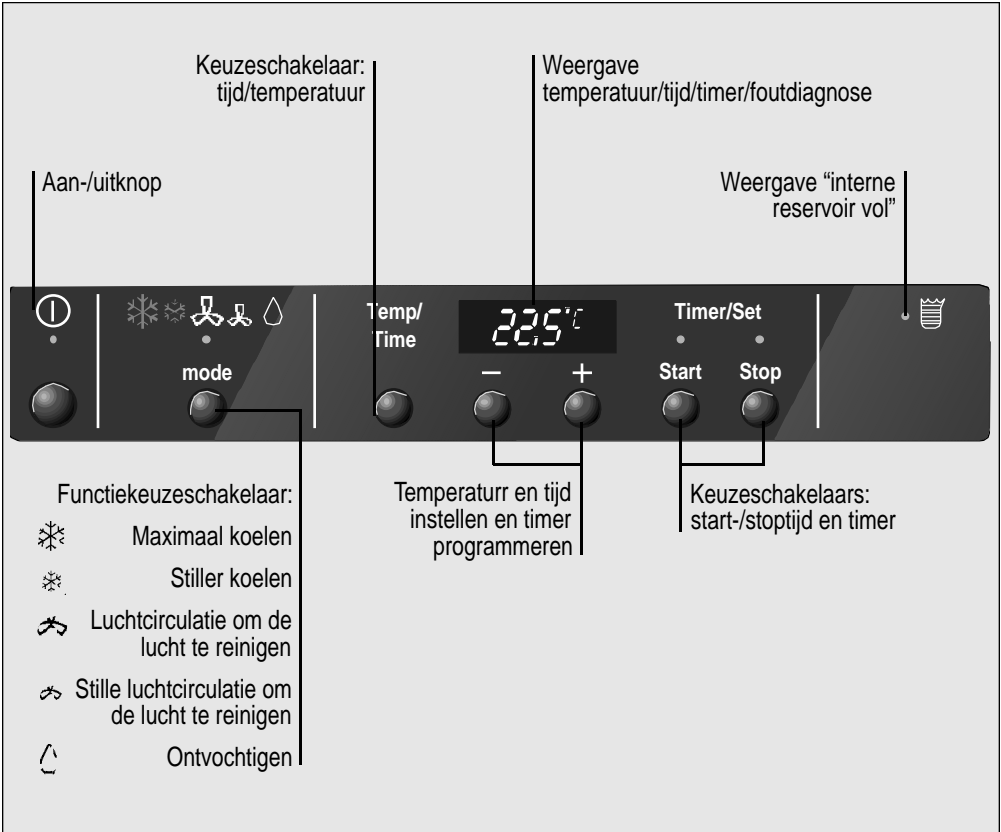 Keuzeschakelaar:
tijd/temperatuur
Weergave
temperatuur/tijd/timer/foutdiagnose
Aan-/uitknop
Weergave “interne
reservoir vol”
Temp/
Time
22,5°C
Timer/Set
mode
−
+
Start
Stop
Functiekeuzeschakelaar:
Maximaal koelen
Stiller koelen
Luchtcirculatie om de
lucht te reinigen
Stille luchtcirculatie om
de lucht te reinigen
Ontvochtigen
Temperaturr en tijd
instellen en timer
programmeren
Keuzeschakelaars:
start-/stoptijd en timer